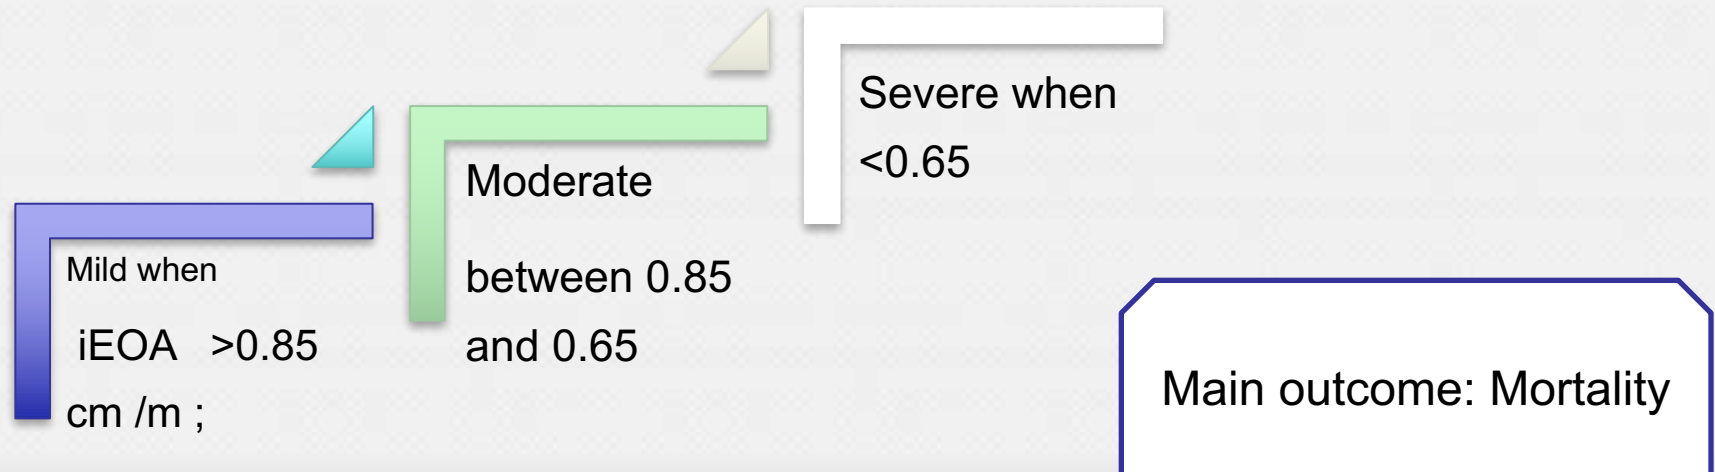 Mild when
iEOA >0.85
cm /m ;
Moderate
between 0.85
and 0.65
Severe when
<0.65
Main outcome: Mortality